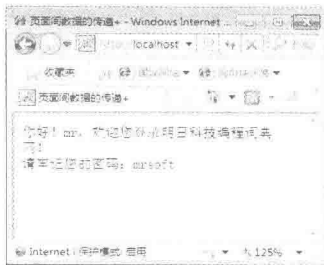 页面间数据的传递 - Windows Internet
localhost
收藏夹
页面间数据的传递
你好！mr，欢迎您登录明日科技编程词典
网！
请牢记您的密码：mrsoft
Internet | 保护模式: 启用
125%